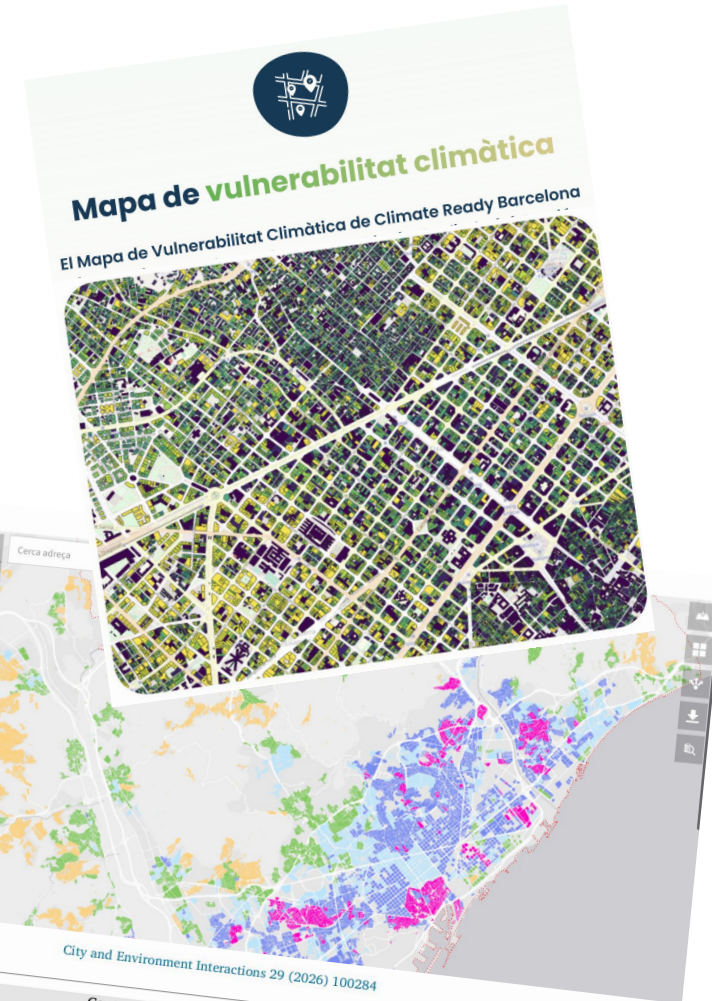 Mapa de vulnerabilitat climàtica
El Mapa de Vulnerabilitat Climàtica de Climate Ready Barcelona
Cerca adreça
City and Environment Interactions 29 (2026) 100284